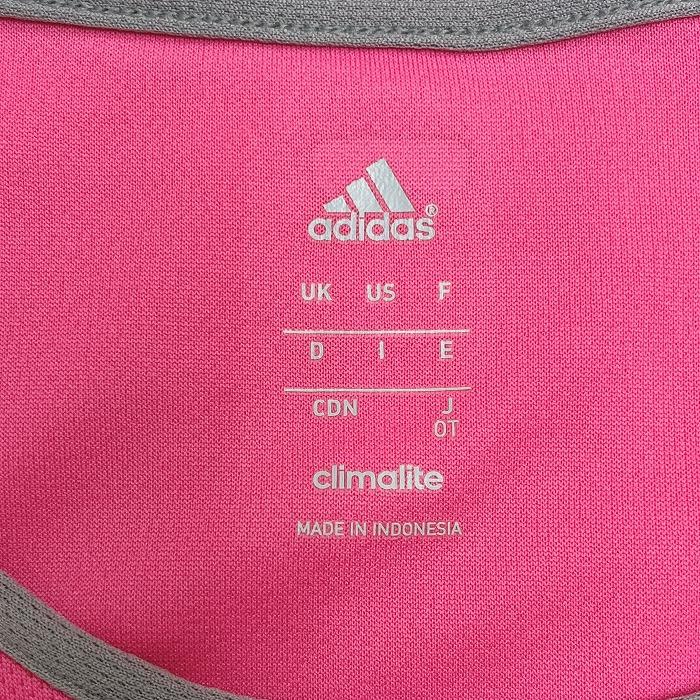 adidas®
UK US F
D I E
CDN J
OT
climalite
MADE IN INDONESIA